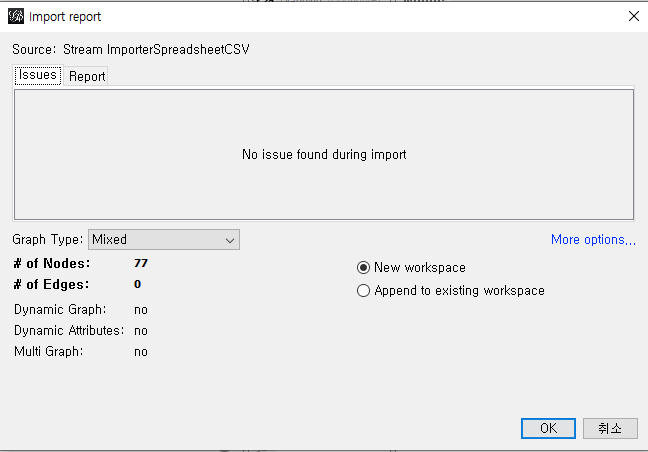 Import report
Source: Stream ImporterSpreadsheetCSV
Issues Report
No issue found during import
Graph Type: Mixed More options...
# of Nodes: 77
New workspace
# of Edges: 0
Append to existing workspace
Dynamic Graph: no
Dynamic Attributes: no
Multi Graph: no
OK 취소